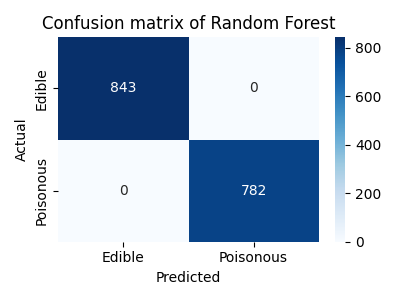 Confusion matrix of Random Forest
Actual
Edible
843
0
Poisonous
0
782
Edible
Poisonous
Predicted
800
600
400
200
0